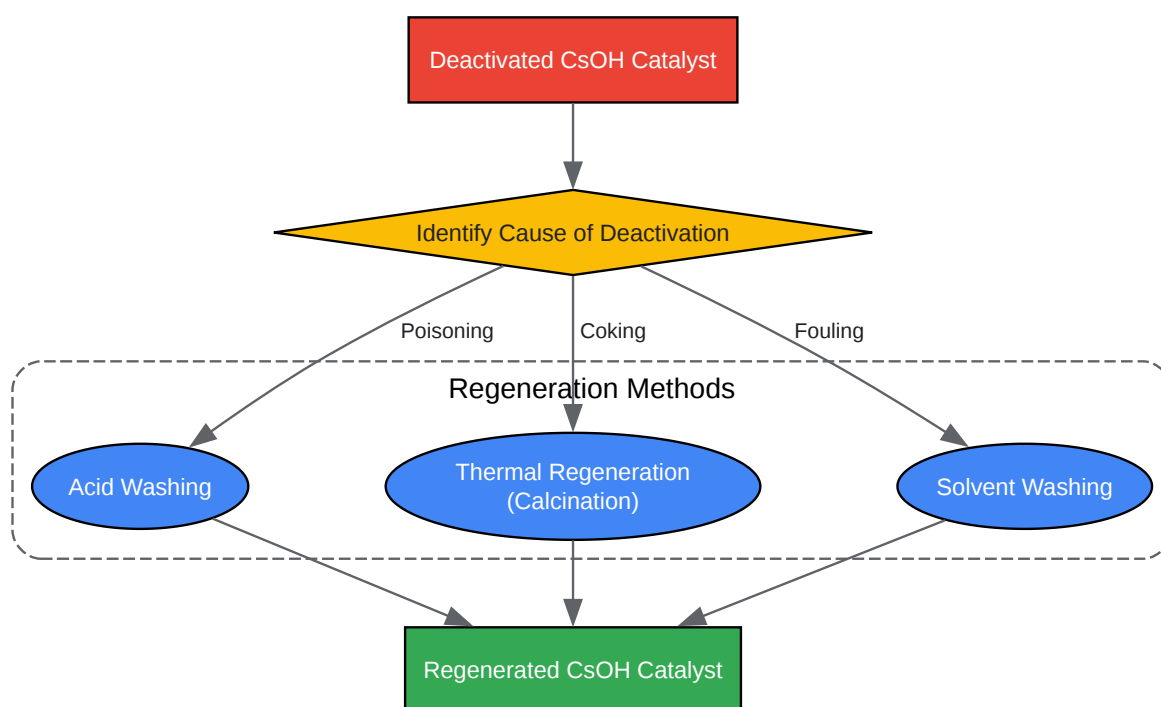 Deactivated CsOH Catalyst
Identify Cause of Deactivation
Poisoning
Coking
Fouling
Regeneration Methods
Acid Washing
Thermal Regeneration
(Calcination)
Solvent Washing
Regenerated CsOH Catalyst